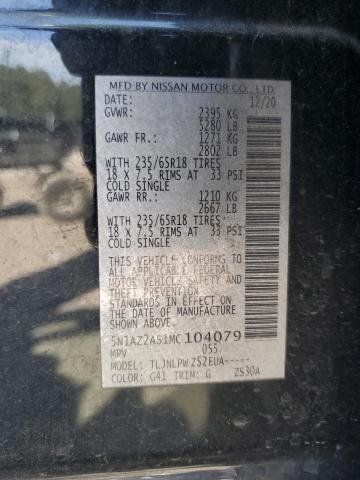 MFD BY NISSAN MOTOR CO., LTD.
DATE: 12/20
GVWR: 2395 KG
5280 LB
GAWR FR.: 1271 KG
2802 LB
WITH 235/65R18 TIRES
18 X 7.5 RIMS AT 33 PSI
COLD SINGLE
GAWR RR.: 1210 KG
2667 LB
WITH 235/65R18 TIRES
18 X 7.5 RIMS AT 33 PSI
COLD SINGLE
THIS VEHICLE CONFORMS TO
ALL APPLICABLE FEDERAL
MOTOR VEHICLE SAFETY AND
THEFT PREVENTION
STANDARDS IN EFFECT ON
THE DATE OF MANUFACTURE
SHOWN ABOVE
5N1AZ2AS1MC104079
MPV 055
MODEL: TLJNLPWZS2EUA-----
COLOR: G41 TRIM: G ZS30A